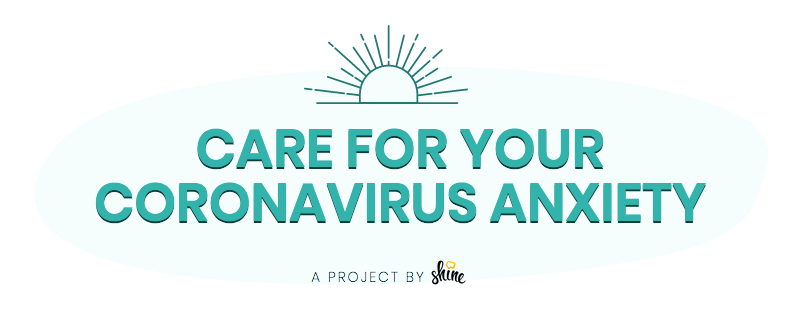 CARE FOR YOUR
CORONAVIRUS ANXIETY
A PROJECT BY shine